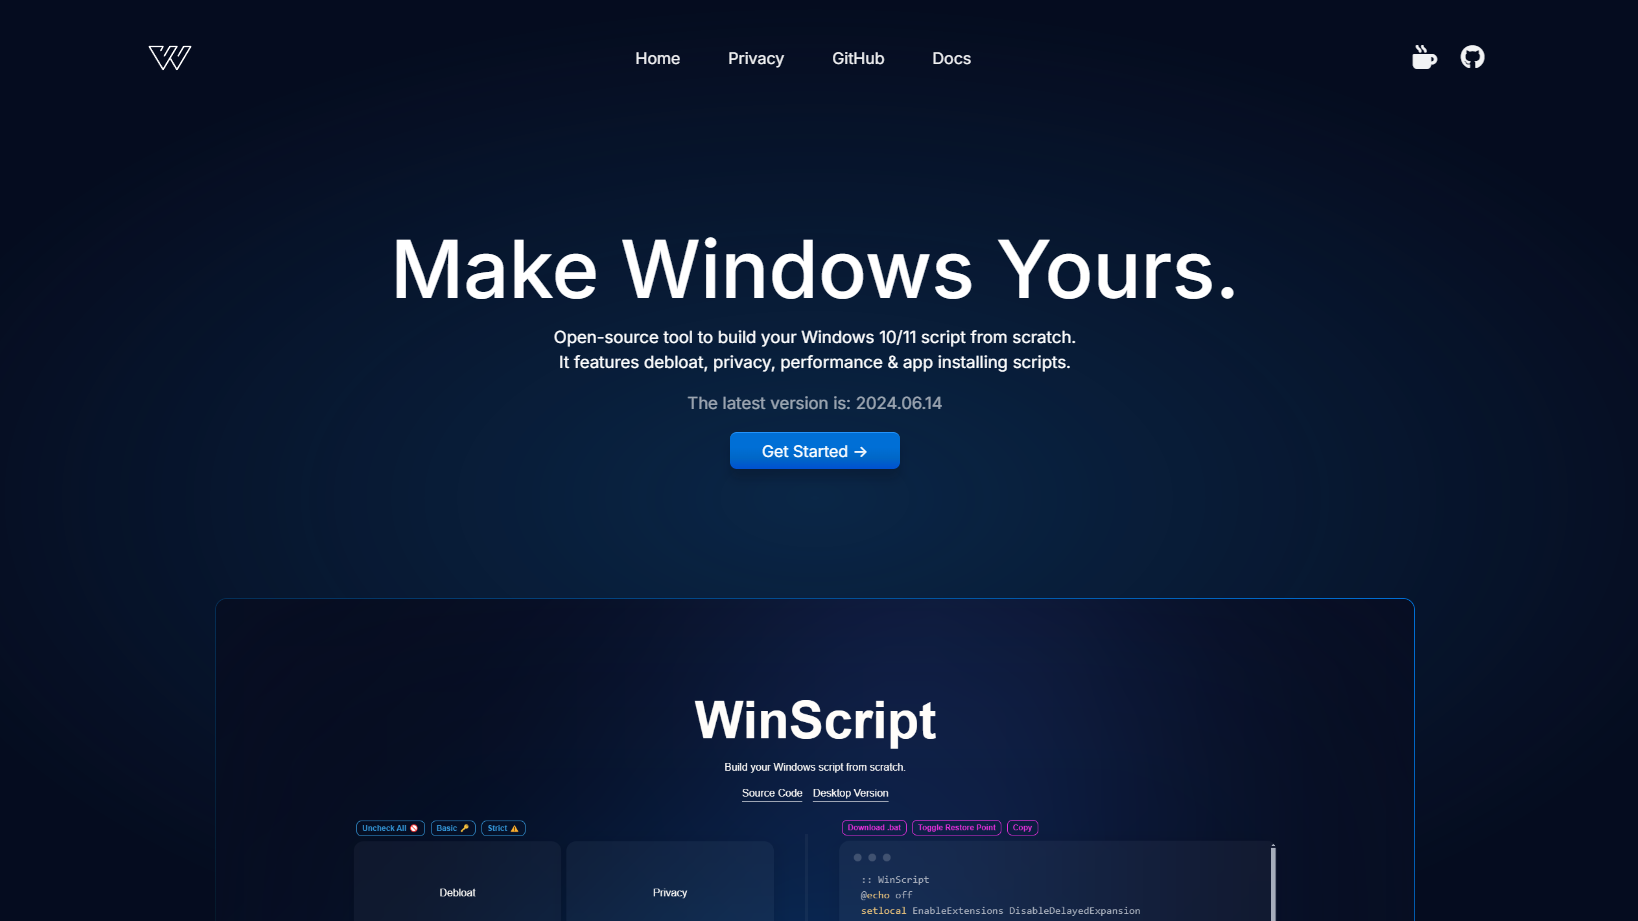 Home Privacy GitHub Docs
Make Windows Yours.
Open-source tool to build your Windows 10/11 script from scratch.
It features debloat, privacy, performance & app installing scripts.
The latest version is: 2024.06.14
Get Started →
WinScript
Build your Windows script from scratch.
Source Code Desktop Version
Uncheck All 🚫 Basic 🔑 Strict ⚠️
Download .bat Toggle Restore Point Copy
Debloat Privacy
:: WinScript
@echo off
setlocal EnableExtensions DisableDelayedExpansion